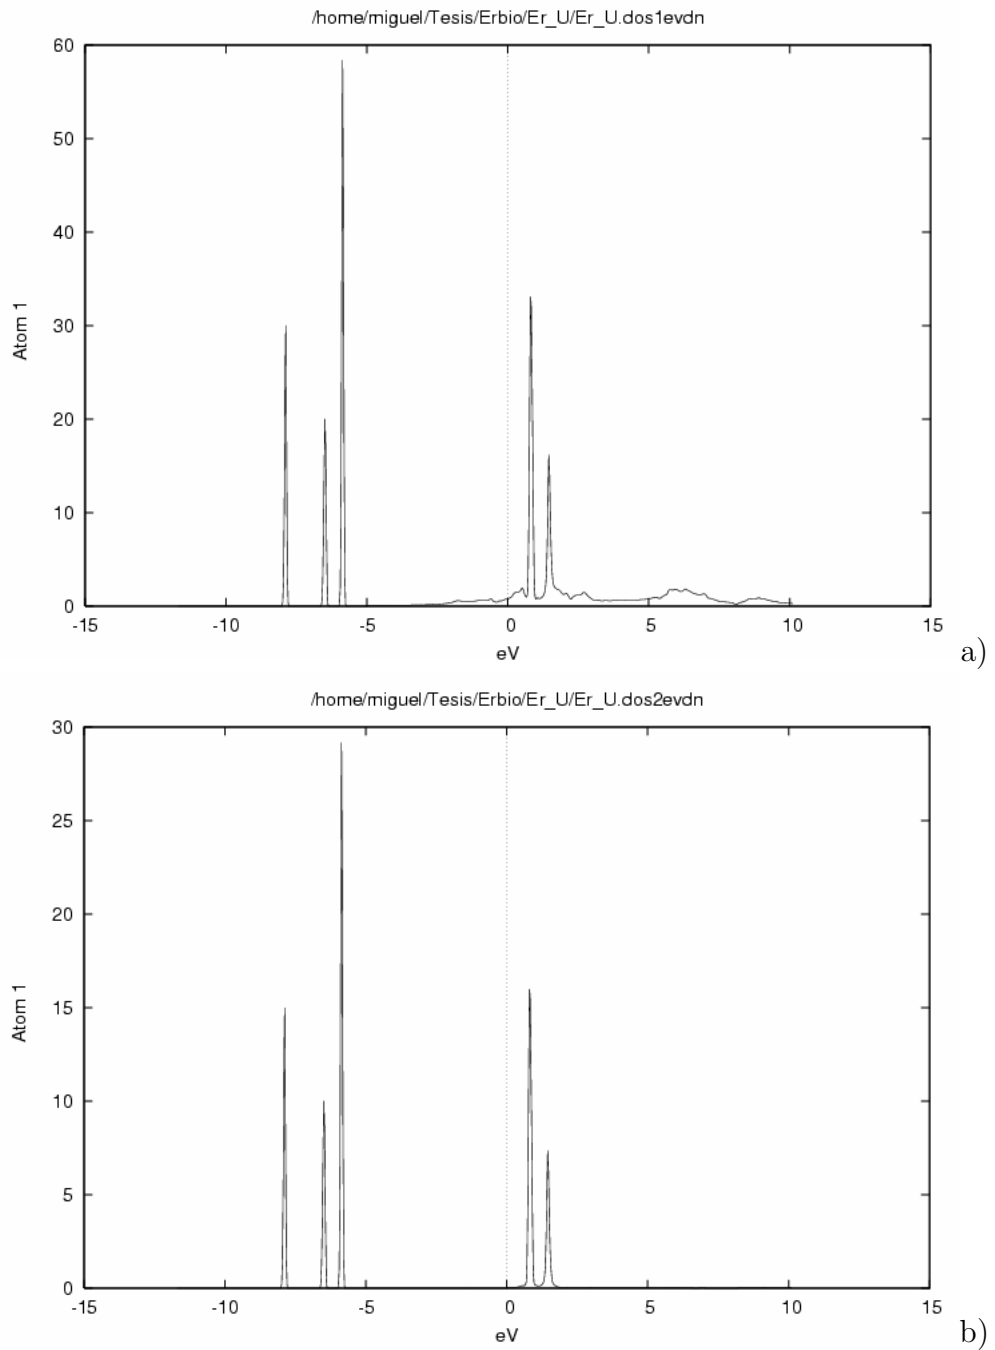 /home/miguel/Tesis/Erbio/Er_U/Er_U.dos1evdn
60
50
40
30
20
10
0
Atom 1
-15 -10 -5 0 5 10 15
eV
a)
/home/miguel/Tesis/Erbio/Er_U/Er_U.dos2evdn
30
25
20
15
10
5
0
Atom 1
-15 -10 -5 0 5 10 15
eV
b)